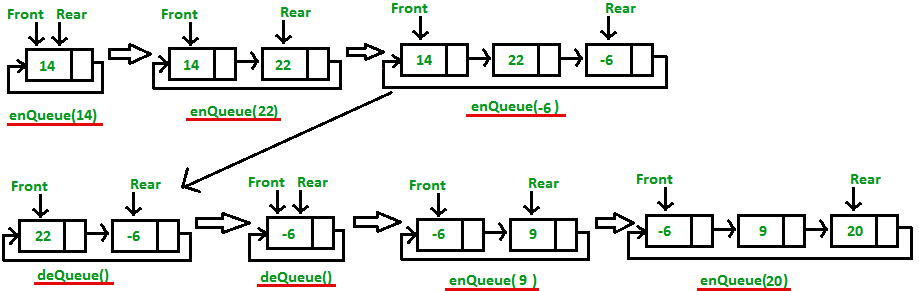 Front Rear Front Rear Front Rear
14 14 22 14 22 -6
enQueue(14) enQueue(22) enQueue(-6 )
Front Rear Front Rear Front Rear Front Rear
22 -6 -6 -6 9 -6 9 20
deQueue() deQueue() enQueue( 9 ) enQueue(20)